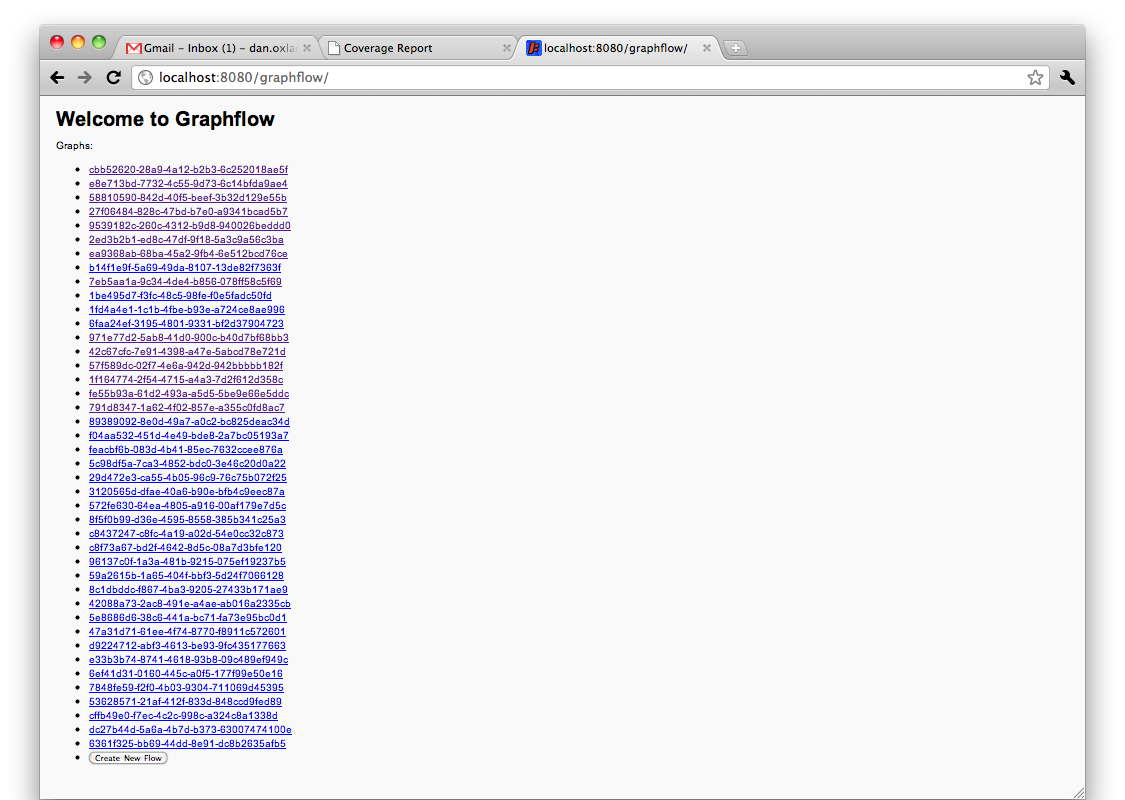 Gmail – Inbox (1) – dan.oxla
Coverage Report
localhost:8080/graphflow/
localhost:8080/graphflow/
Welcome to Graphflow
Graphs:
cbb52620-28a9-4a12-b2b3-6c252018ae5f
e8e713bd-7732-4c55-9d73-6c14bfda9ae4
58810590-842d-40f5-beef-3b32d129e55b
27f06484-828c-47bd-b7e0-a9341bcad5b7
9539182c-260c-4312-b9d8-940026beddd0
2ed3b2b1-ed8c-47df-9f18-5a3c9a56c3ba
ea9368ab-68ba-45a2-9fb4-6e512bcd76ce
b14f1e9f-5a69-49da-8107-13de82f7363f
7eb5aa1a-9c34-4de4-b856-078ff58c5f69
1be495d7-f3fc-48c5-98fe-f0e5fadc50fd
1fd4a4e1-1c1b-4fbe-b93e-a724ce8ae996
6faa24ef-3195-4801-9331-bf2d37904723
971e77d2-5ab8-41d0-900c-b40d7bf68bb3
42c67cfc-7e91-4398-a47e-5abcd78e721d
57f589dc-02f7-4e6a-942d-942bbbbb182f
1f164774-2f54-4715-a4a3-7d2f612d358c
fe55b93a-61d2-493a-a5d5-5be9e66e5ddc
791d8347-1a62-4f02-857e-a355c0fd8ac7
89389092-8e0d-49a7-a0c2-bc825deac34d
f04aa532-451d-4e49-bde8-2a7bc05193a7
feacbf6b-083d-4b41-85ec-7632ccee876a
5c98df5a-7ca3-4852-bdc0-3e46c20d0a22
29d472e3-ca55-4b05-96c9-76c75b072f25
3120565d-dfae-40a6-b90e-bfb4c9eec87a
572fe630-64ea-4805-a916-00af179e7d5c
8f5f0b99-d36e-4595-8558-385b341c25a3
c8437247-c8fc-4a19-a02d-54e0cc32c873
c8f73a67-bd2f-4642-8d5c-08a7d3bfe120
96137c0f-1a3a-481b-9215-075ef19237b5
59a2615b-1a65-404f-bbf3-5d24f7066128
8c1dbddc-f867-4ba3-9205-27433b171ae9
42088a73-2ac8-491e-a4ae-ab016a2335cb
5e8686d6-38c6-441a-bc71-fa73e95bc0d1
47a31d71-61ee-4f74-8770-f8911c572601
d9224712-abf3-4613-be93-9fc435177663
e33b3b74-8741-4618-93b8-09c489ef949c
6ef41d31-0160-445c-a0f5-177f99e50e16
7848fe59-f2f0-4b03-9304-711069d45395
53628571-21af-412f-833d-848ccd9fed89
cffb49e0-f7ec-4c2c-998c-a324c8a1338d
dc27b44d-5a6a-4b7d-b373-63007474100e
6361f325-bb69-44dd-8e91-dc8b2635afb5
Create New Flow